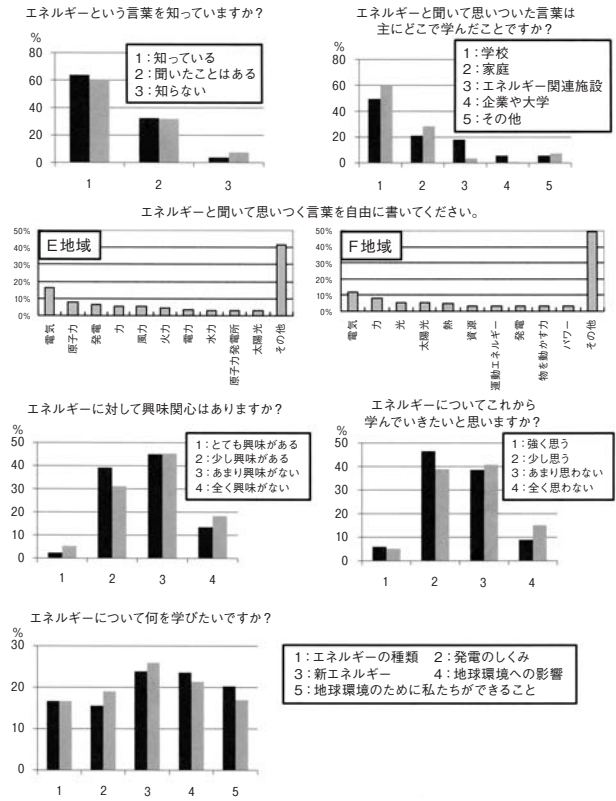 エネルギーという言葉を知っていますか？
%
80
60
40
20
0
1：知っている
2：聞いたことはある
3：知らない
1 2 3
エネルギーと聞いて思いついた言葉は
主にどこで学んだことですか？
%
80
60
40
20
0
1：学校
2：家庭
3：エネルギー関連施設
4：企業や大学
5：その他
1 2 3 4 5
エネルギーと聞いて思いつく言葉を自由に書いてください。
50%
40%
30%
20%
10%
0%
E地域
電気
原子力
発電
力
風力
火力
電力
水力
原子力発電所
太陽光
その他
50%
40%
30%
20%
10%
0%
F地域
電気
力
光
太陽光
熱
資源
運動エネルギー
発電
物を動かす力
パワー
その他
エネルギーに対して興味関心はありますか？
%
50
40
30
20
10
0
1：とても興味がある
2：少し興味がある
3：あまり興味がない
4：全く興味がない
1 2 3 4
エネルギーについてこれから
学んでいきたいと思いますか？
%
50
40
30
20
10
0
1：強く思う
2：少し思う
3：あまり思わない
4：全く思わない
1 2 3 4
エネルギーについて何を学びたいですか？
%
30
20
10
0
1 2 3 4 5
1：エネルギーの種類 2：発電のしくみ
3：新エネルギー 4：地球環境への影響
5：地球環境のために私たちができること